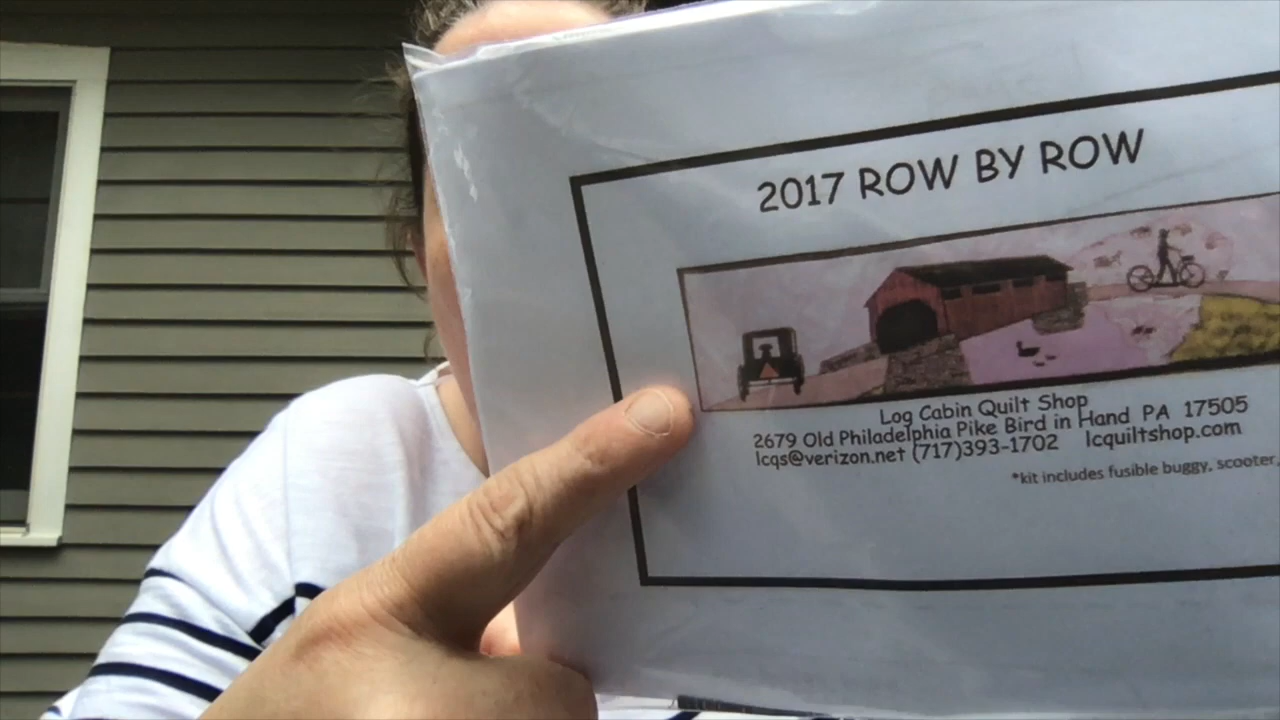 2017 ROW BY ROW
Log Cabin Quilt Shop
2679 Old Philadelphia Pike Bird in Hand PA 17505
lcqs@verizon.net (717)393-1702 lcquiltshop.com
*kit includes fusible buggy, scooter,